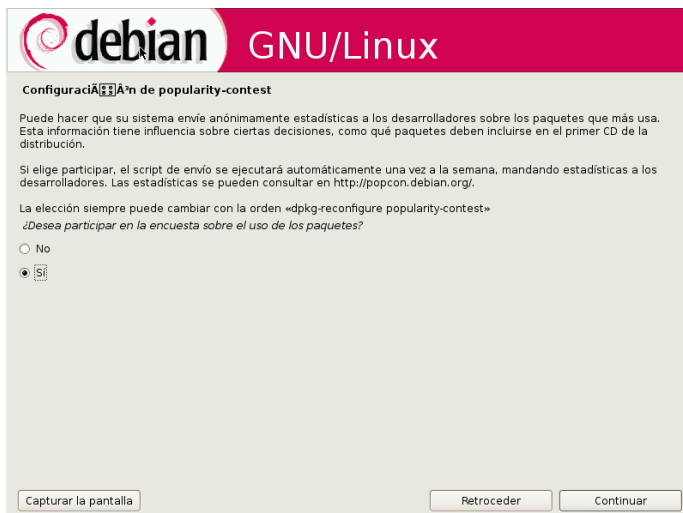 debian GNU/Linux
ConfiguraciÃÂ³n de popularity-contest
Puede hacer que su sistema envíe anónimamente estadísticas a los desarrolladores sobre los paquetes que más usa.
Esta información tiene influencia sobre ciertas decisiones, como qué paquetes deben incluirse en el primer CD de la
distribución.
Si elige participar, el script de envío se ejecutará automáticamente una vez a la semana, mandando estadísticas a los
desarrolladores. Las estadísticas se pueden consultar en http://popcon.debian.org/.
La elección siempre puede cambiar con la orden «dpkg-reconfigure popularity-contest»
¿Desea participar en la encuesta sobre el uso de los paquetes?
No
Sí
Capturar la pantalla
Retroceder
Continuar